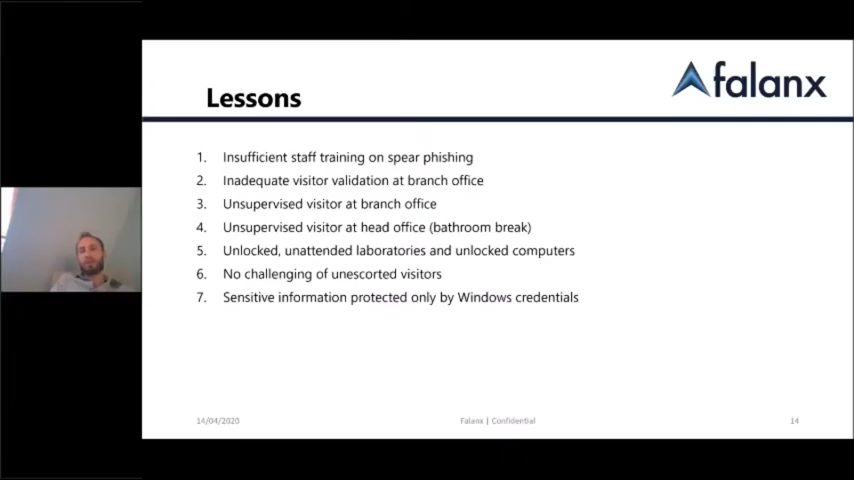 falanx
Lessons
1. Insufficient staff training on spear phishing
2. Inadequate visitor validation at branch office
3. Unsupervised visitor at branch office
4. Unsupervised visitor at head office (bathroom break)
5. Unlocked, unattended laboratories and unlocked computers
6. No challenging of unescorted visitors
7. Sensitive information protected only by Windows credentials
14/04/2020 Falanx | Confidential 14